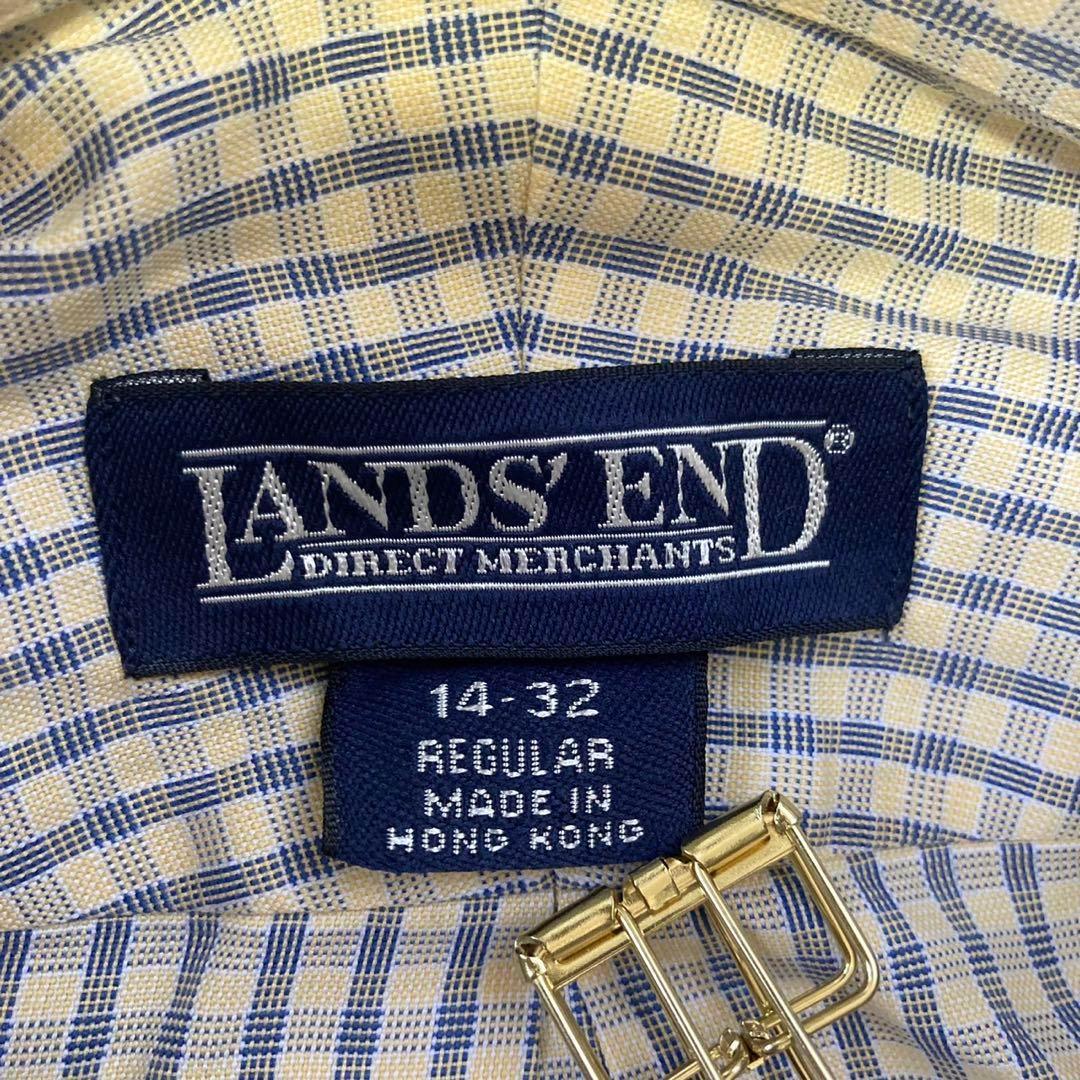 LANDS' END®
DIRECT MERCHANTS
14-32
REGULAR
MADE IN
HONG KONG